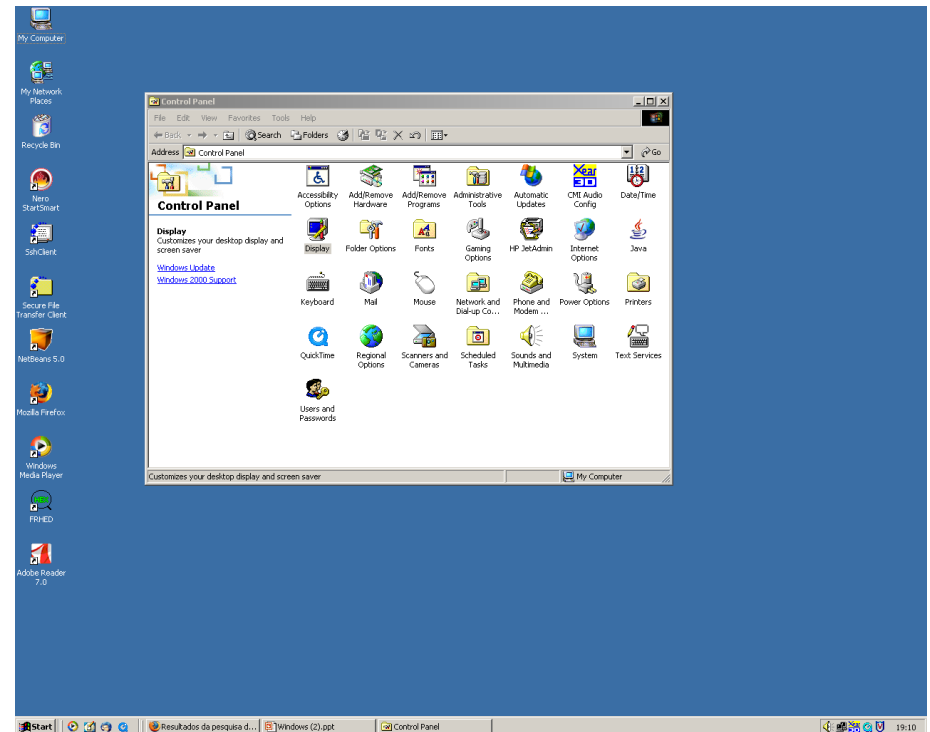 My Computer
My Network
Places
Recycle Bin
Nero
StartSmart
SshClient
Secure File
Transfer Client
NetBeans 5.0
Mozilla Firefox
Windows
Media Player
FRHED
Adobe Reader
7.0
Control Panel
File Edit View Favorites Tools Help
Back Search Folders
Address Control Panel Go
Control Panel
Display
Customizes your desktop display and
screen saver
Windows Update
Windows 2000 Support
Accessibility
Options
Add/Remove
Hardware
Add/Remove
Programs
Administrative
Tools
Automatic
Updates
CMI Audio
Config
Date/Time
Display
Folder Options
Fonts
Gaming
Options
HP JetAdmin
Internet
Options
Java
Keyboard
Mail
Mouse
Network and
Dial-up Co...
Phone and
Modem ...
Power Options
Printers
QuickTime
Regional
Options
Scanners and
Cameras
Scheduled
Tasks
Sounds and
Multimedia
System
Text Services
Users and
Passwords
Customizes your desktop display and screen saver My Computer
Start Resultados da pesquisa d... Windows (2).ppt Control Panel 19:10